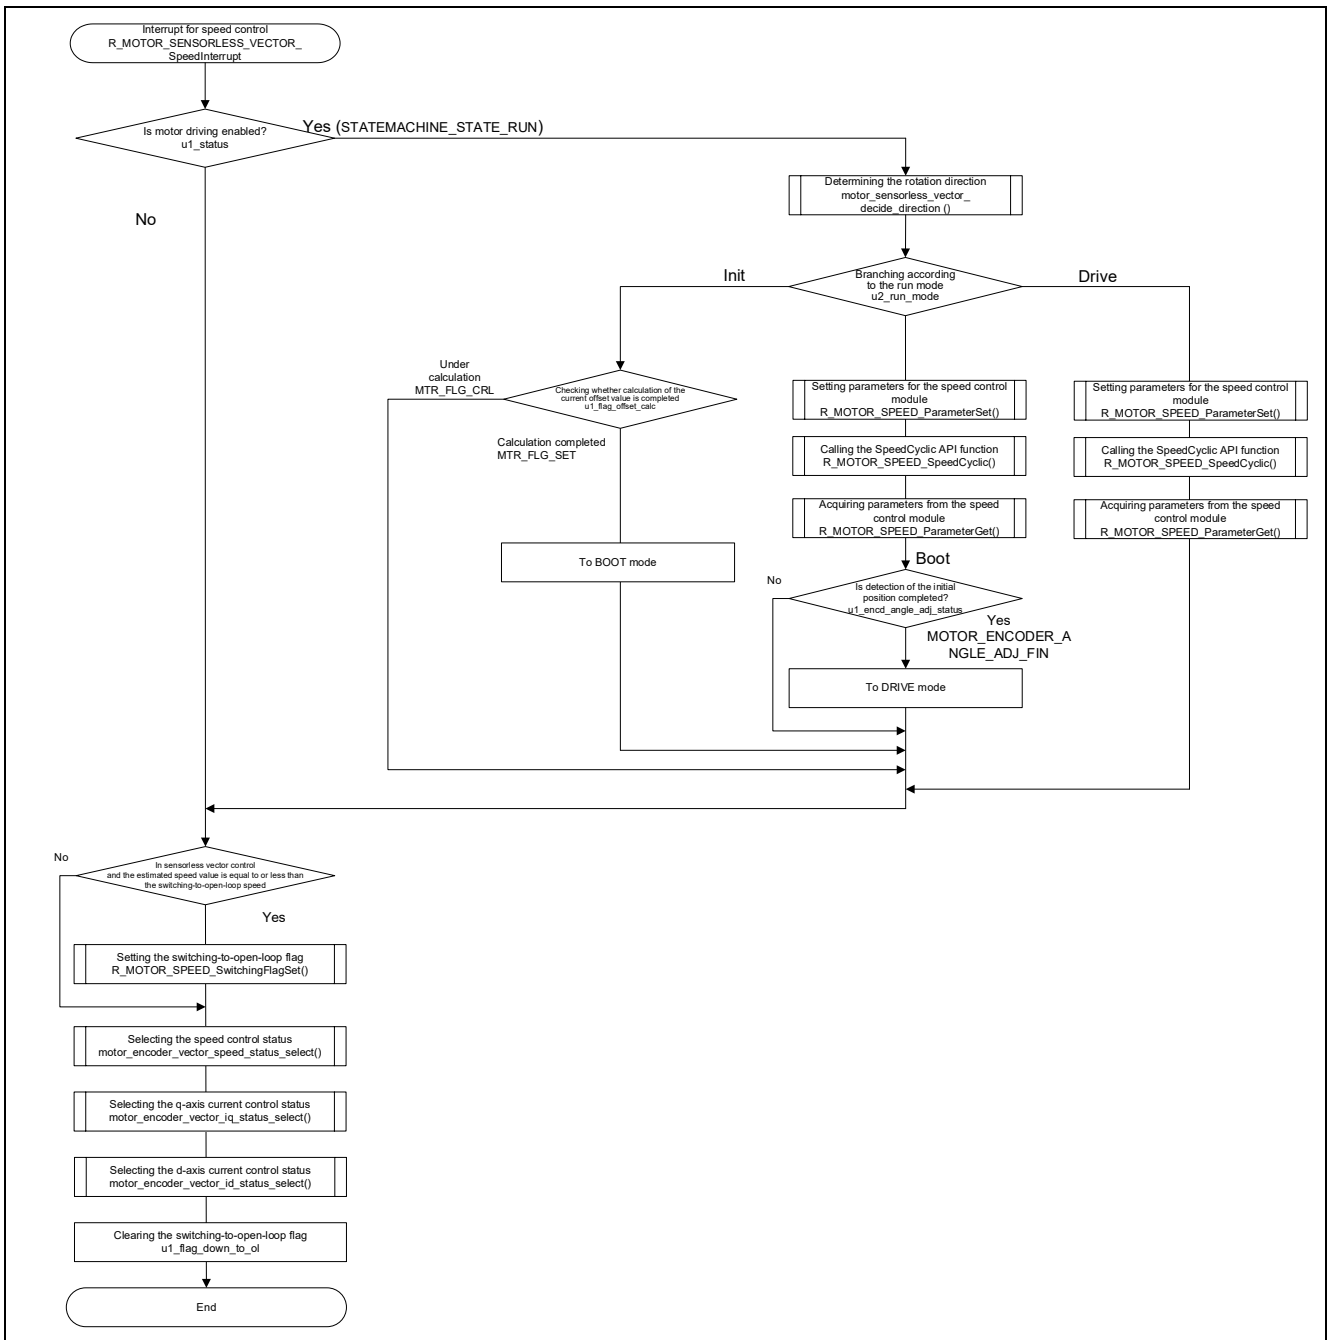 Interrupt for speed control
R_MOTOR_SENSORLESS_VECTOR_
SpeedInterrupt
Is motor driving enabled?
u1_status
Yes (STATEMACHINE_STATE_RUN)
No
Determining the rotation direction
motor_sensorless_vector_
decide_direction ()
Branching according
to the run mode
u2_run_mode
Init
Drive
Under
calculation
MTR_FLG_CRL
Checking whether calculation of the
current offset value is completed
u1_flag_offset_calc
Calculation completed
MTR_FLG_SET
To BOOT mode
Setting parameters for the speed control
module
R_MOTOR_SPEED_ParameterSet()
Calling the SpeedCyclic API function
R_MOTOR_SPEED_SpeedCyclic()
Acquiring parameters from the speed
control module
R_MOTOR_SPEED_ParameterGet()
Boot
Setting parameters for the speed control
module
R_MOTOR_SPEED_ParameterSet()
Calling the SpeedCyclic API function
R_MOTOR_SPEED_SpeedCyclic()
Acquiring parameters from the speed
control module
R_MOTOR_SPEED_ParameterGet()
No
Is detection of the initial
position completed?
u1_encd_angle_adj_status
Yes
MOTOR_ENCODER_A
NGLE_ADJ_FIN
To DRIVE mode
No
In sensorless vector control
and the estimated speed value is equal to or less than
the switching-to-open-loop speed
Yes
Setting the switching-to-open-loop flag
R_MOTOR_SPEED_SwitchingFlagSet()
Selecting the speed control status
motor_encoder_vector_speed_status_select()
Selecting the q-axis current control status
motor_encoder_vector_iq_status_select()
Selecting the d-axis current control status
motor_encoder_vector_id_status_select()
Clearing the switching-to-open-loop flag
u1_flag_down_to_ol
End